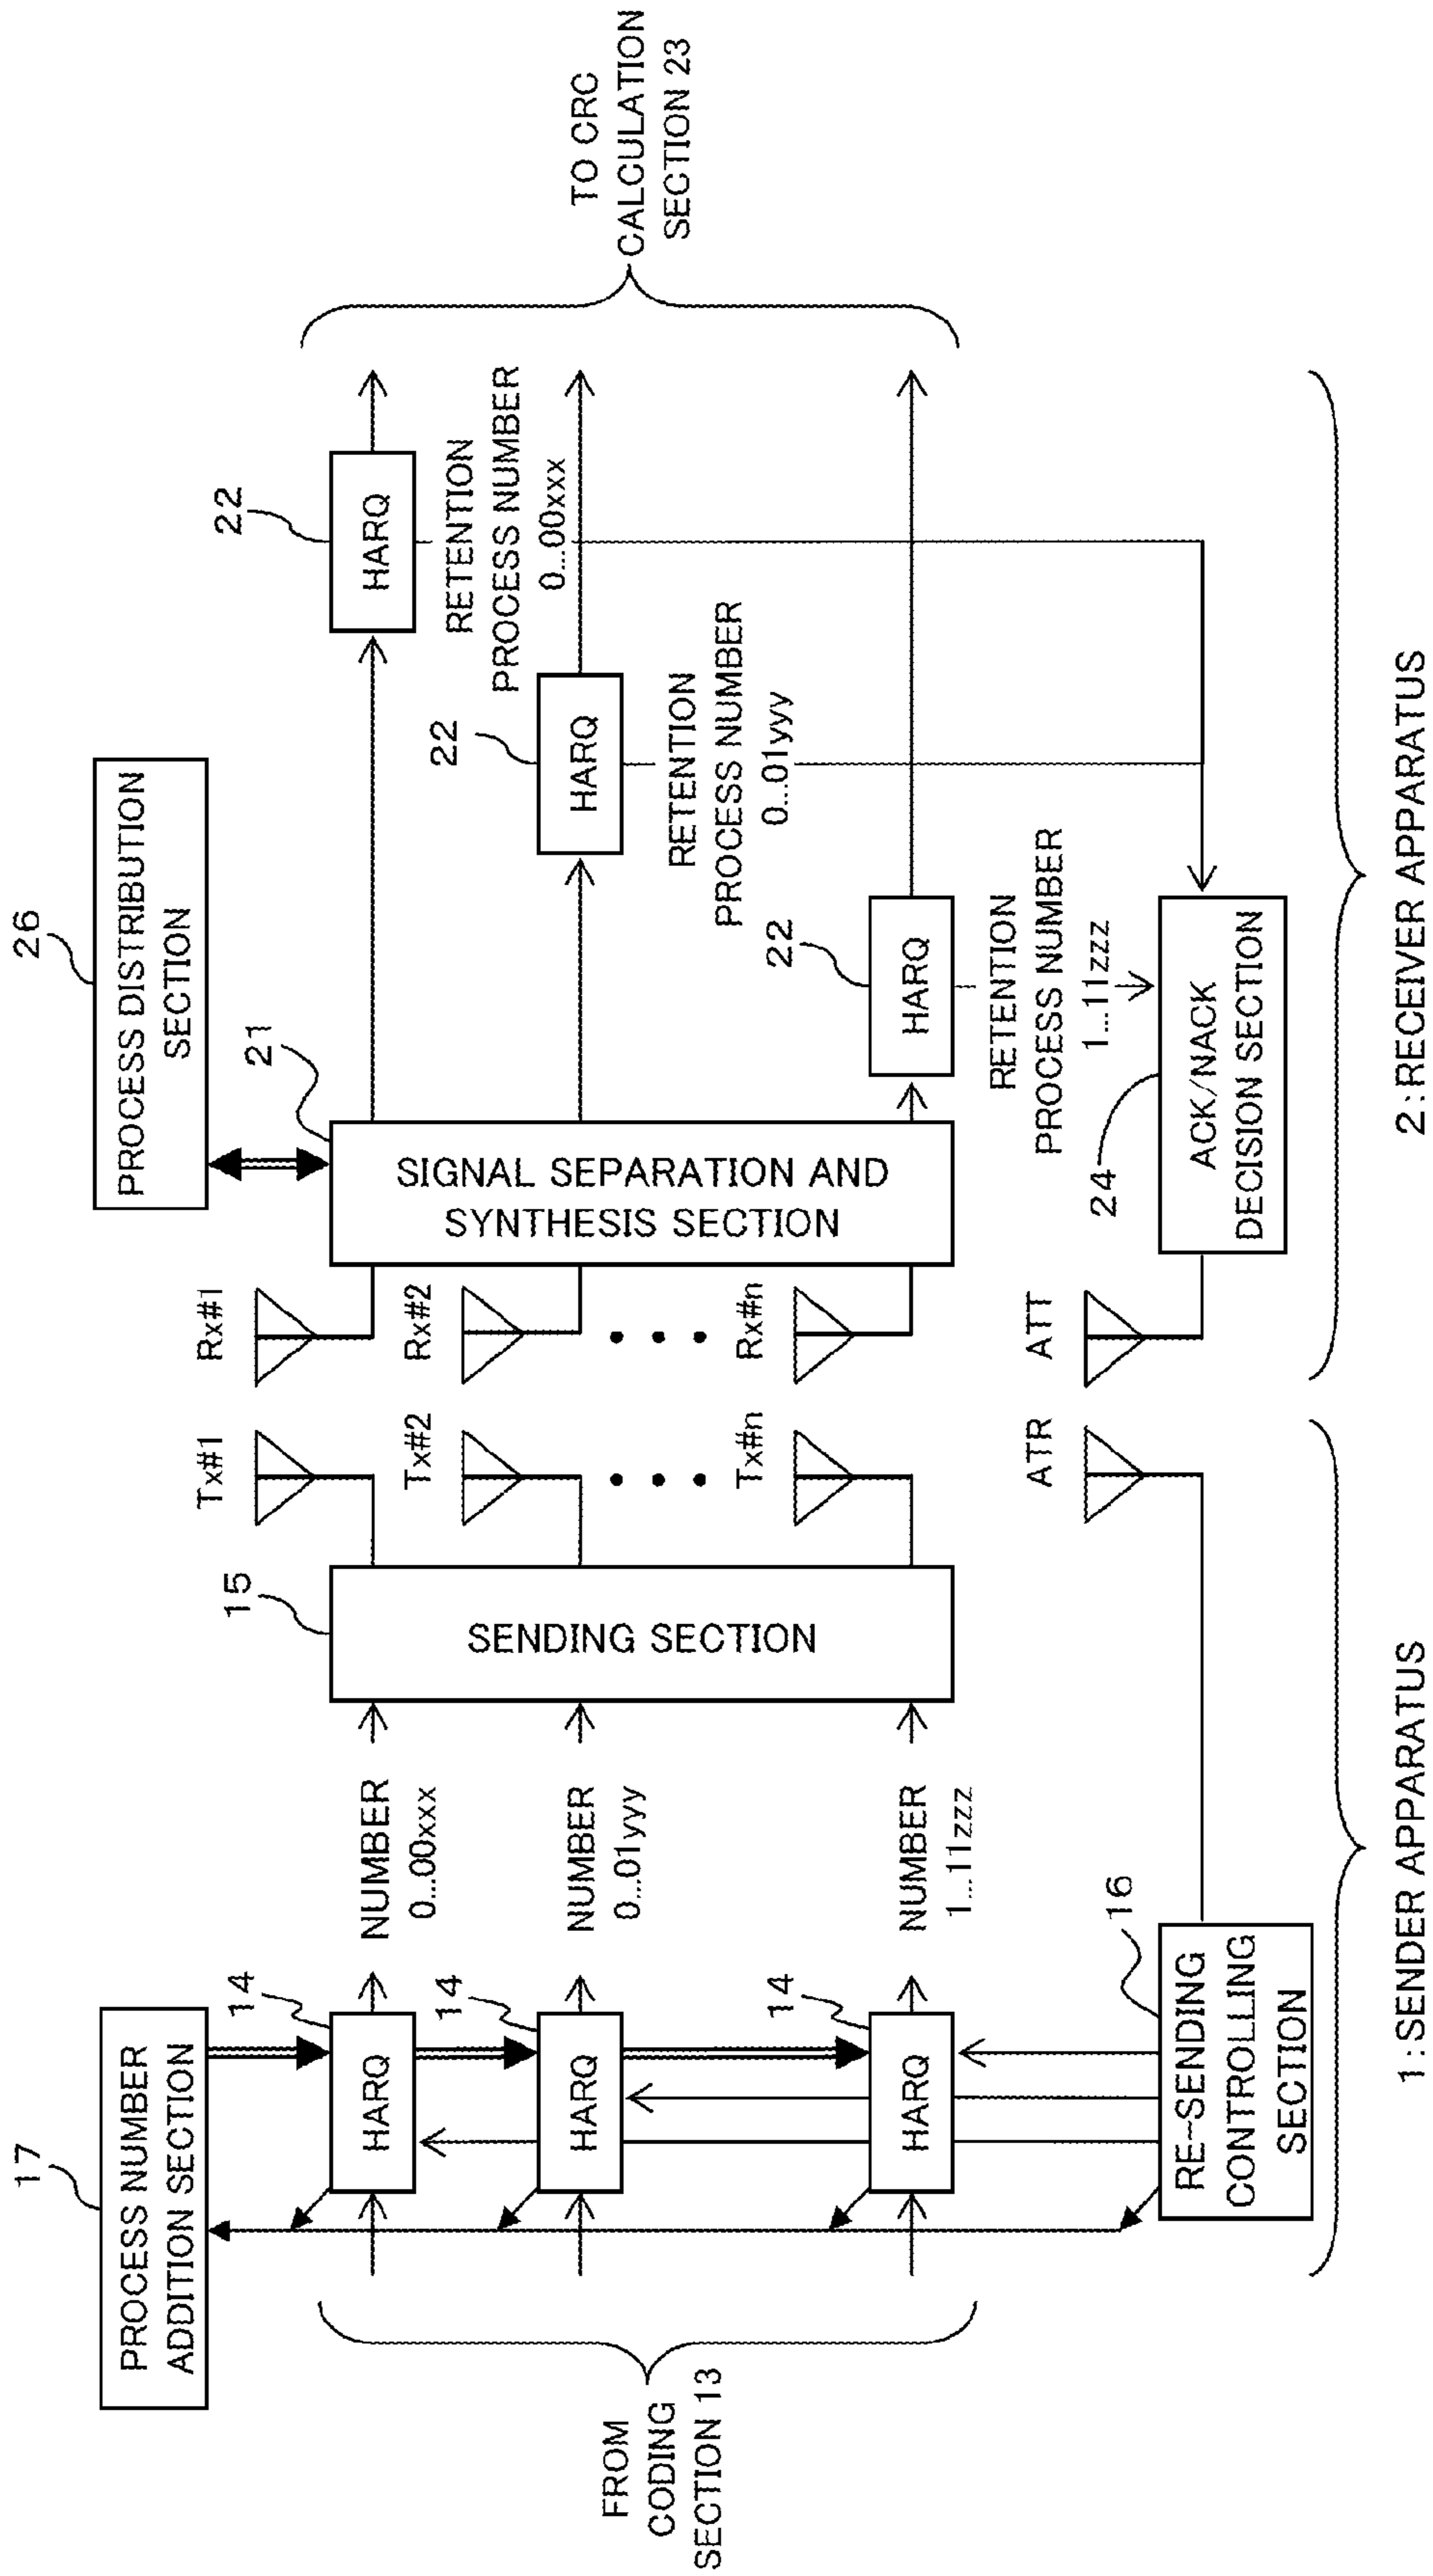 17
PROCESS NUMBER
ADDITION SECTION
FROM
CODING
SECTION 13
14
HARQ
NUMBER
0...00xxx
14
HARQ
NUMBER
0...01yyy
14
HARQ
NUMBER
1...11zzz
16
RE-SENDING
CONTROLLING
SECTION
15
SENDING SECTION
Tx#1
Tx#2
Tx#n
ATR
1:SENDER APPARATUS
Rx#1
Rx#2
Rx#n
ATT
26
PROCESS DISTRIBUTION
SECTION
21
SIGNAL SEPARATION AND
SYNTHESIS SECTION
22
HARQ
RETENTION
PROCESS NUMBER
0...00xxx
22
HARQ
RETENTION
PROCESS NUMBER
0...01yyy
22
HARQ
RETENTION
PROCESS NUMBER
1...11zzz
24
ACK/NACK
DECISION SECTION
TO CRC
CALCULATION
SECTION 23
2:RECEIVER APPARATUS